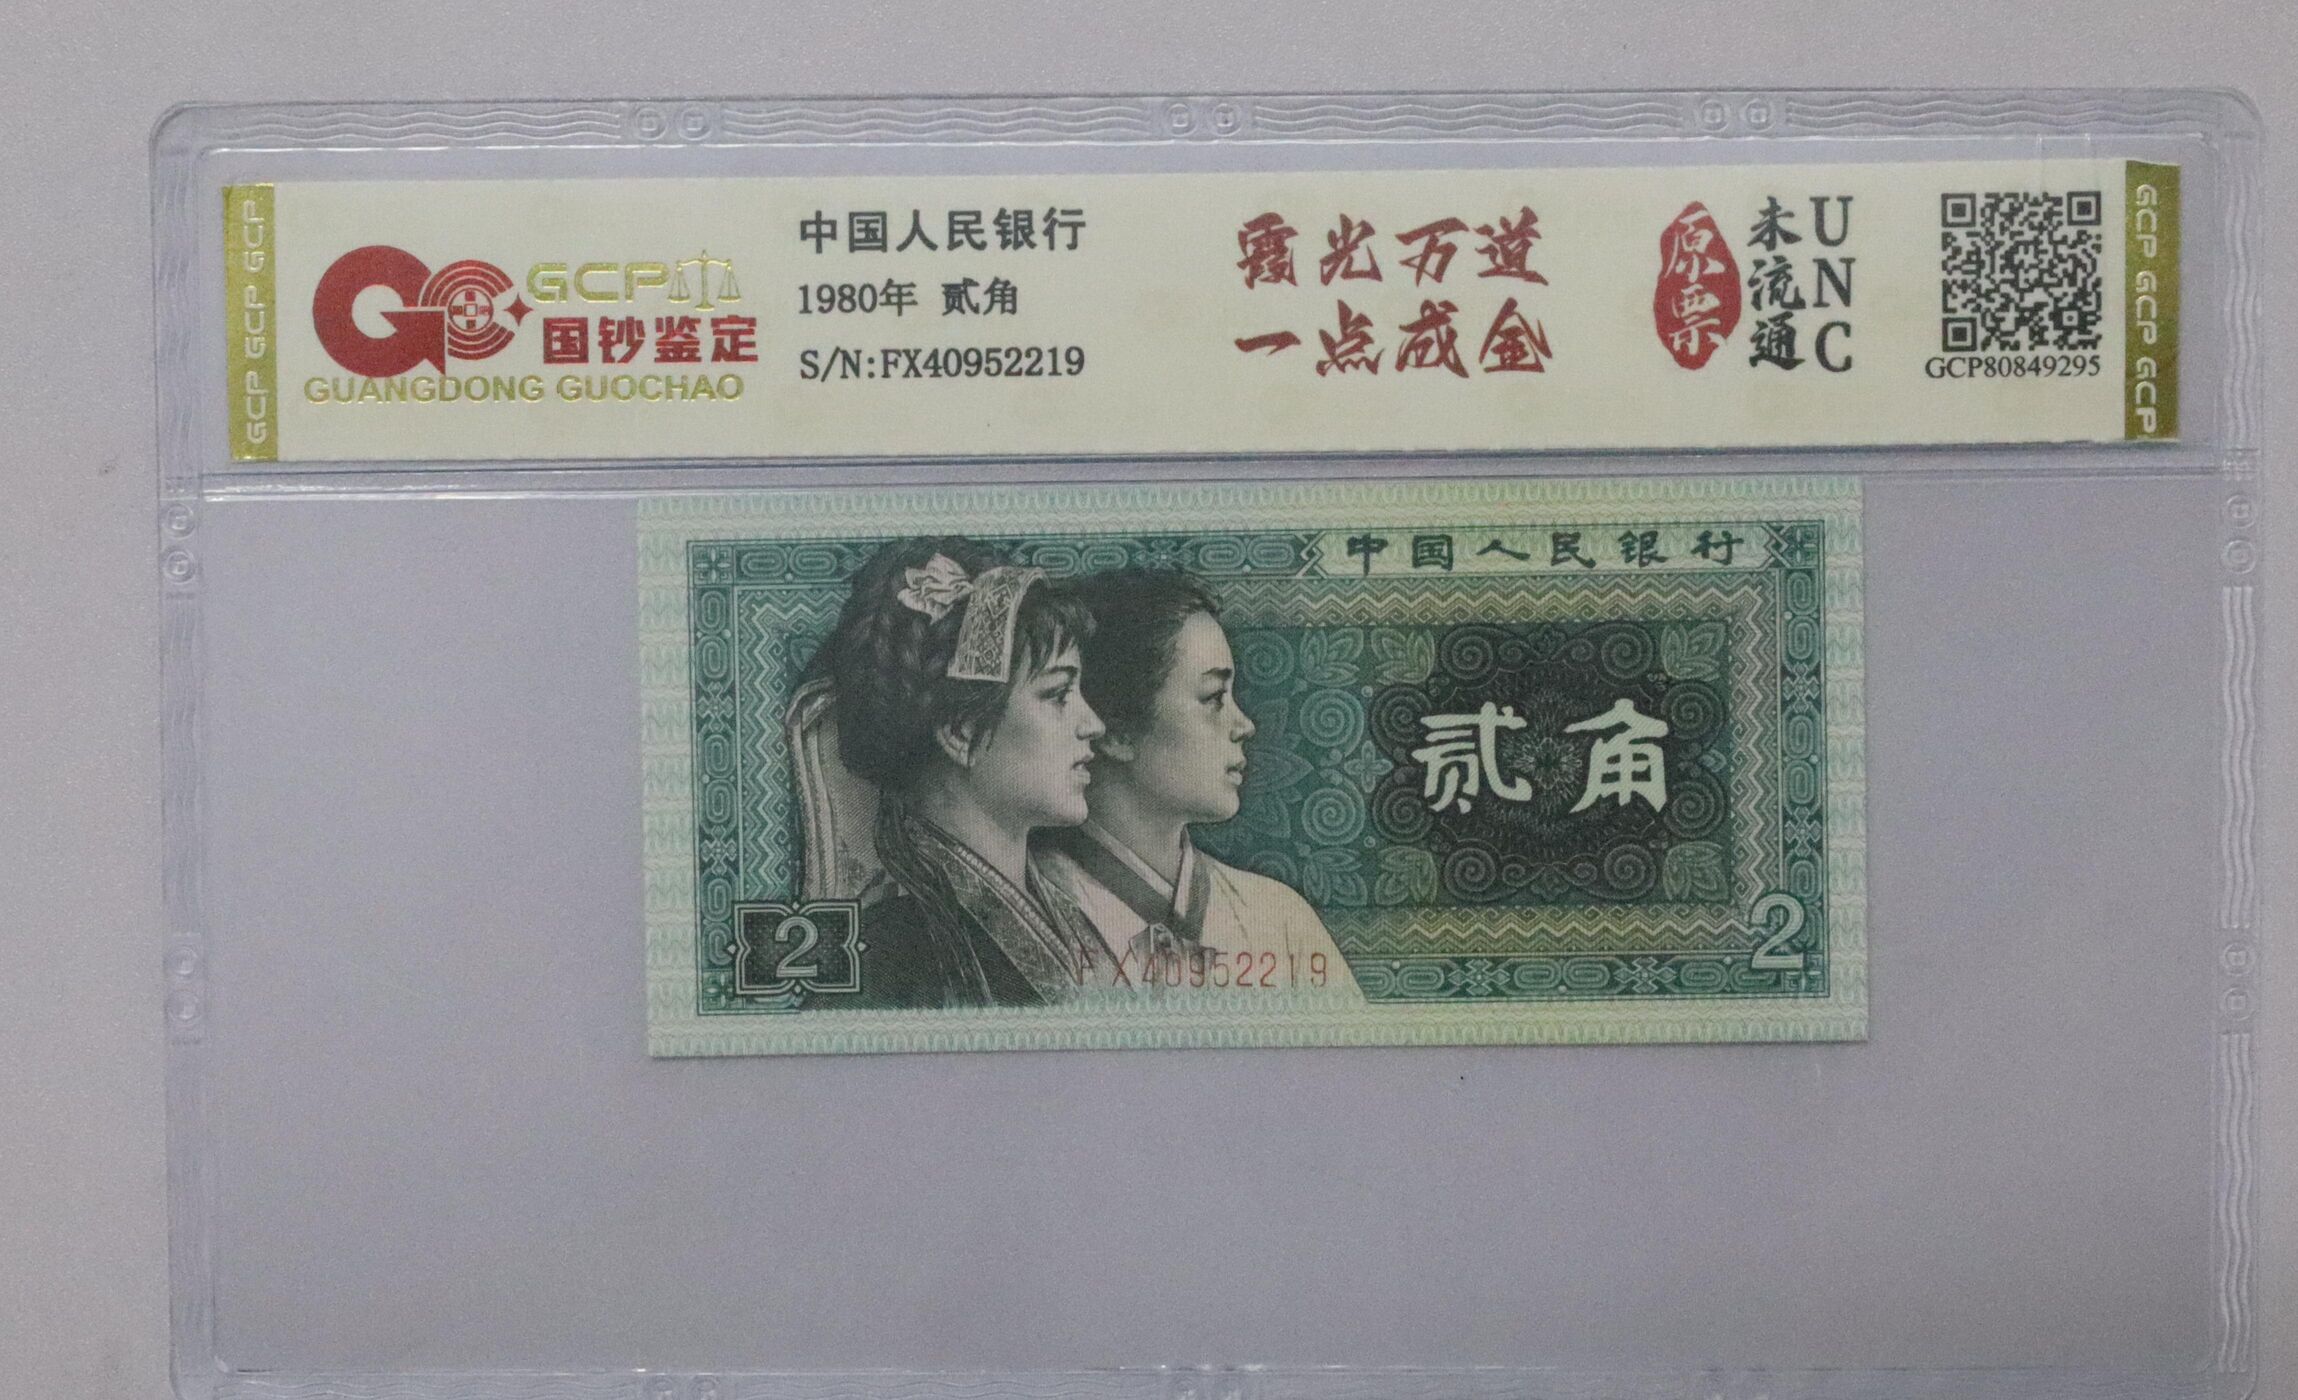 GCP GCP GCP
GCP
国钞鉴定
GUANGDONG GUOCHAO
中国人民银行
1980年 贰角
S/N:FX40952219
霞光万道
一点成金
原票
未流通
UNC
GCP80849295
GCP GCP GCP
中国人民银行
贰角
2
2
FX40952219